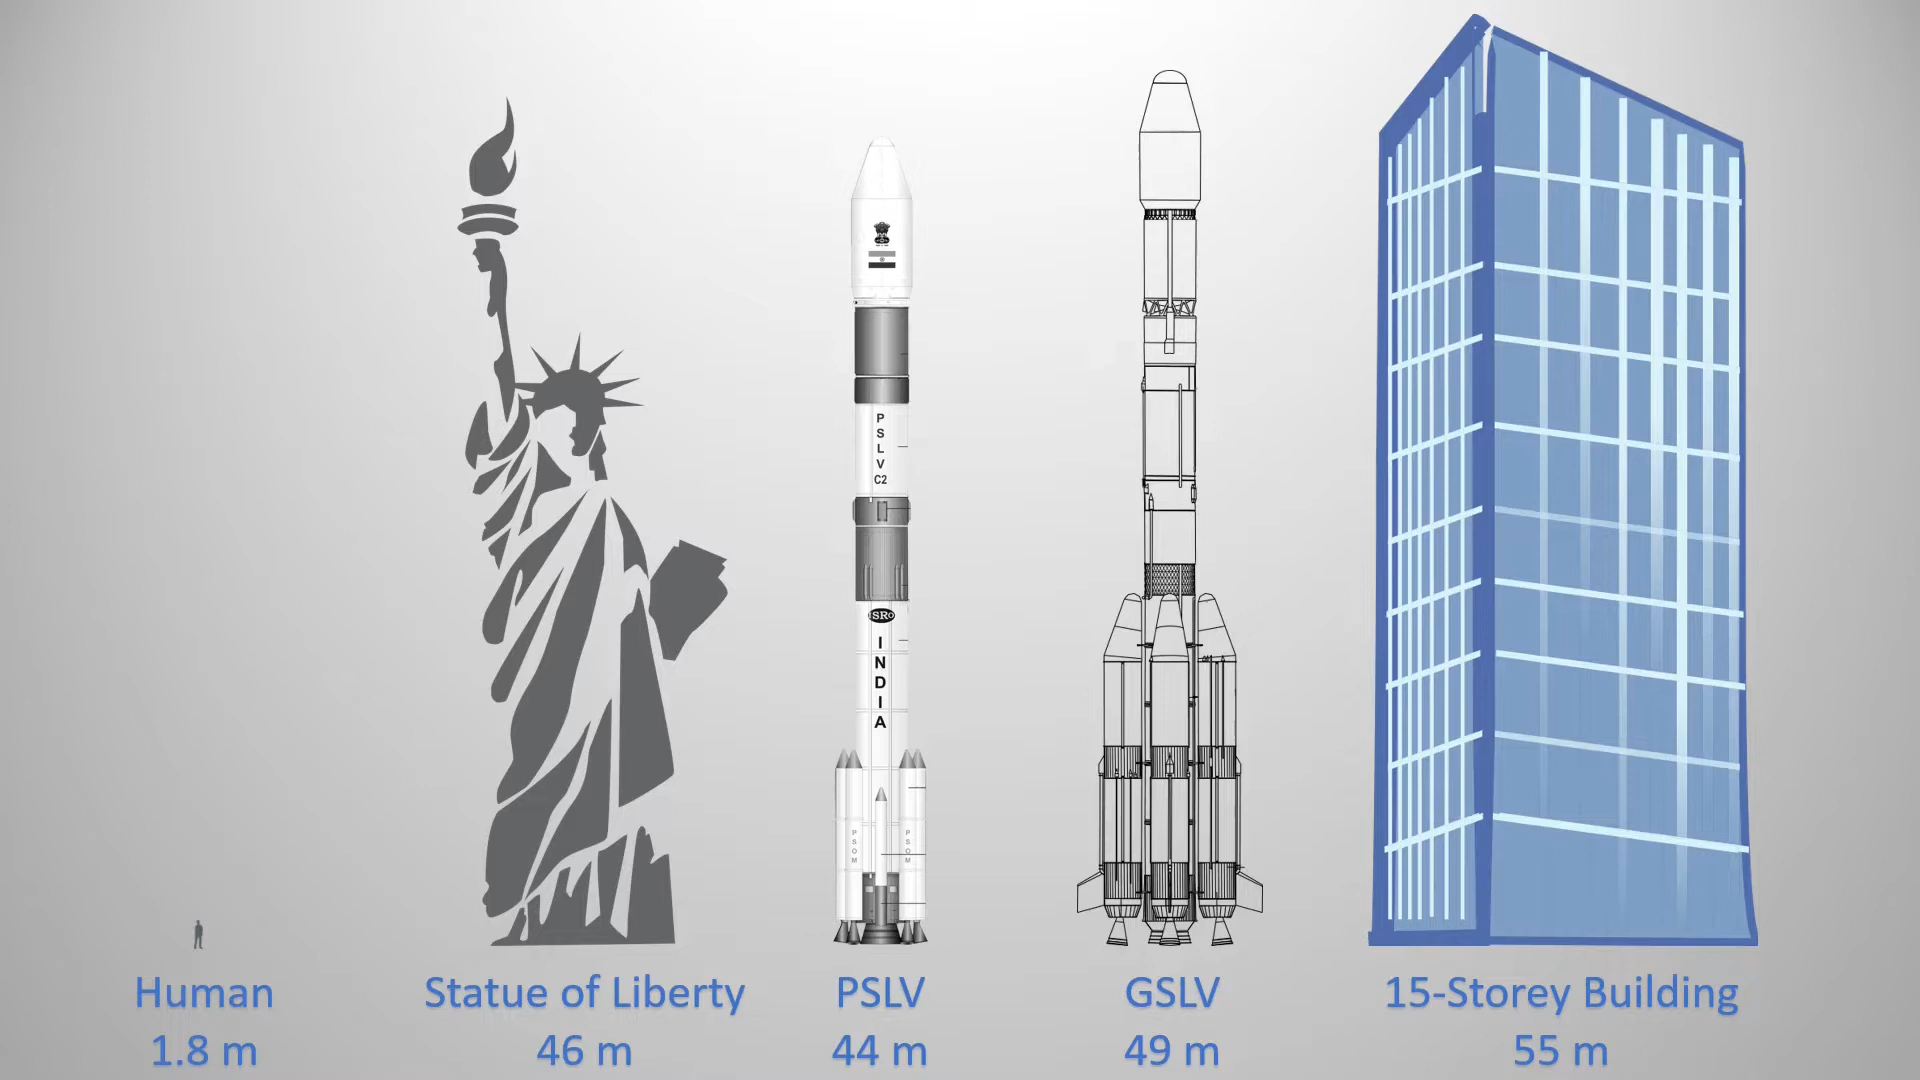 P
S
L
V
C2
ISRO
I
N
D
I
A
P
S
O
M
P
S
O
M
Human
1.8 m
Statue of Liberty
46 m
PSLV
44 m
GSLV
49 m
15-Storey Building
55 m